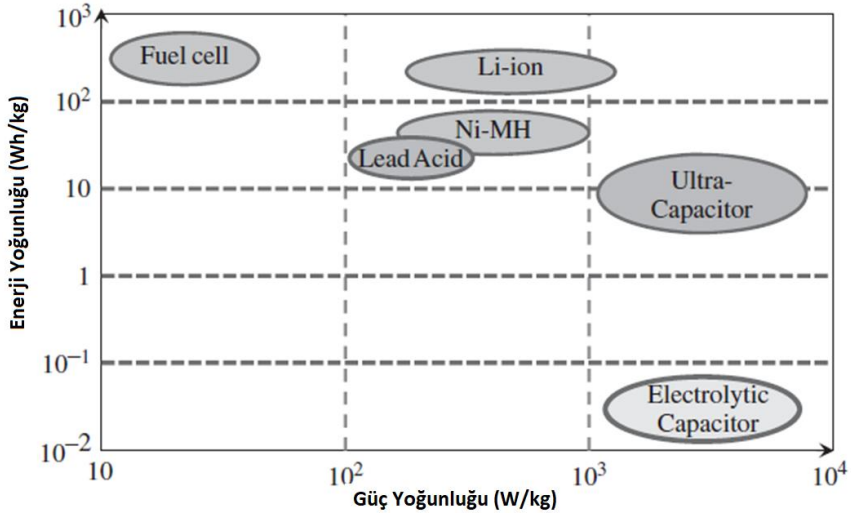 10³
Fuel cell
Li-ion
10²
Ni-MH
Lead Acid
10
Ultra-
Capacitor
1
10⁻¹
Electrolytic
Capacitor
10⁻²
10
10²
10³
10⁴
Enerji Yoğunluğu (Wh/kg)
Güç Yoğunluğu (W/kg)